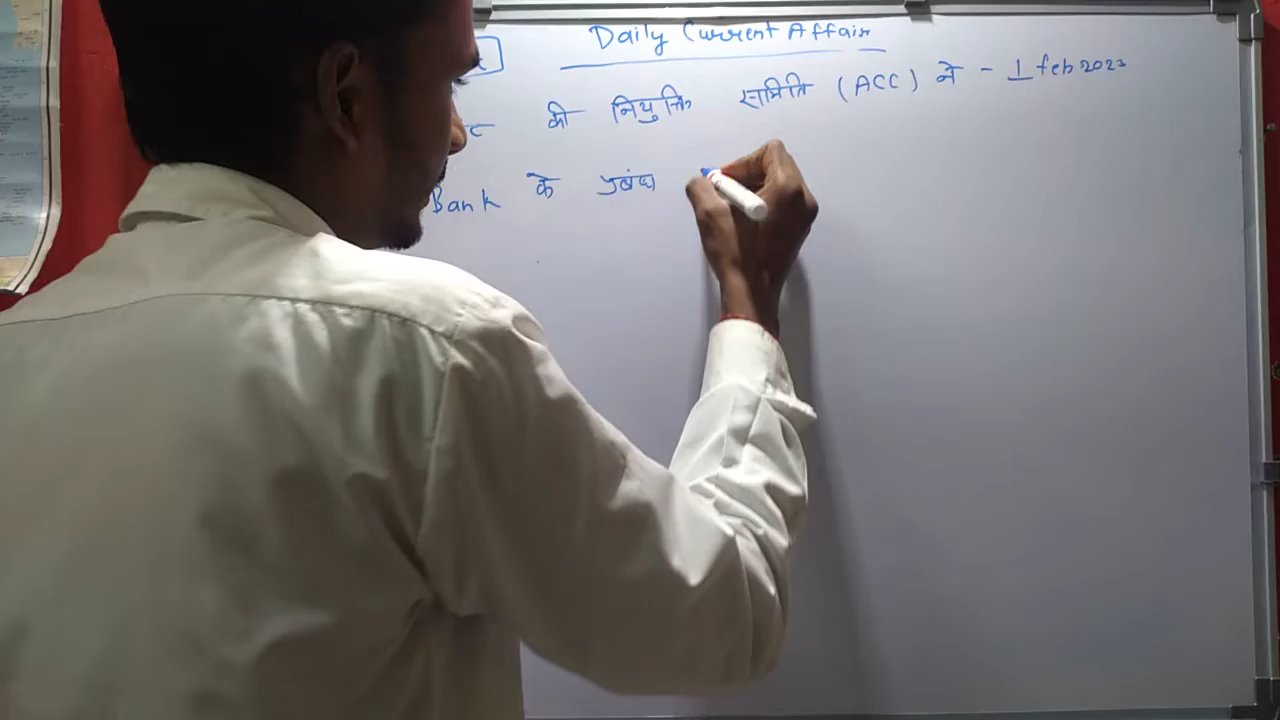 Daily Current Affair
की नियुक्ति समिति (ACC) ने - 1 feb 2023
Bank के प्रबंध